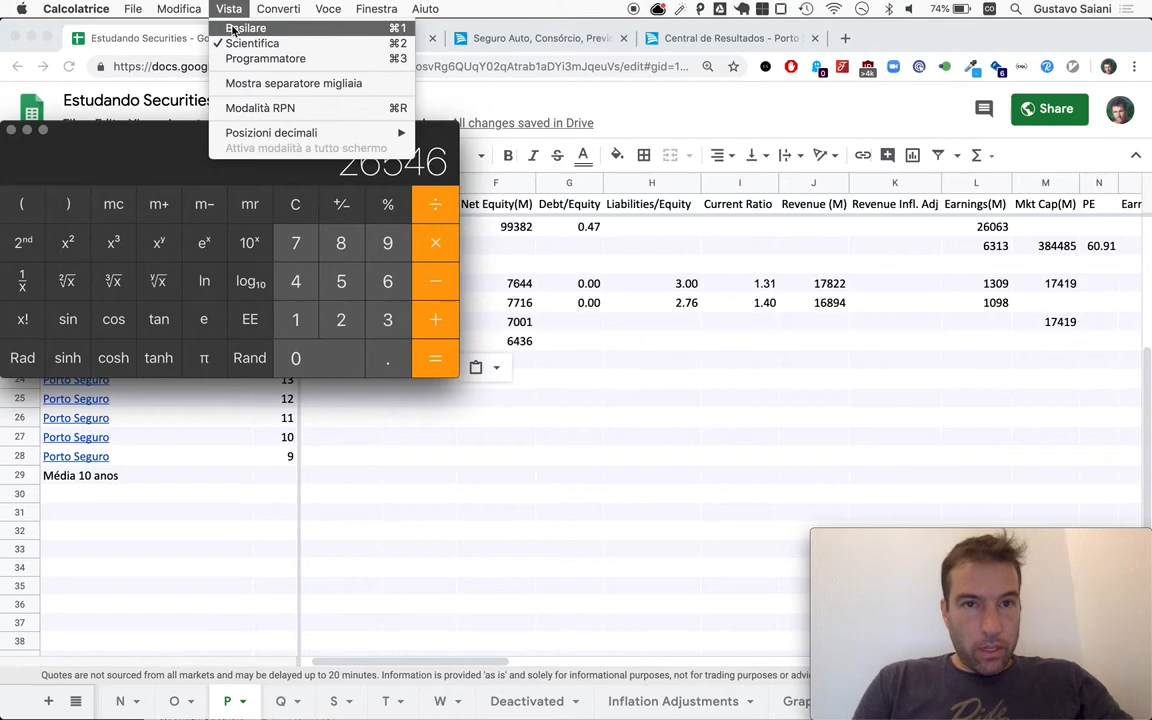 Calcolatrice File Modifica Vista Converti Voce Finestra Aiuto 74% Gustavo Saiani
Basilare ⌘1
✓ Scientifica ⌘2
Programmatore ⌘3
Mostra separatore migliaia
Modalità RPN ⌘R
Posizioni decimali
Attiva modalità a tutto schermo
Estudando Securities - Go
Seguro Auto, Consórcio, Previ
Central de Resultados - Porto S
https://docs.goog
osvRg6QUqY02qAtrab1aDYi3mJqeuVs/edit#gid=1...
0 >4k 0 6
Estudando Securities
Share
All changes saved in Drive
26546
( ) mc m+ m− mr C +/− % ÷
2nd x² x³ xʸ eˣ 10ˣ 7 8 9 ×
1/x ²√x ³√x ʸ√x ln log₁₀ 4 5 6 −
x! sin cos tan e EE 1 2 3 +
Rad sinh cosh tanh π Rand 0 . =
F G H I J K L M N
Net Equity(M) Debt/Equity Liabilities/Equity Current Ratio Revenue (M) Revenue Infl. Adj Earnings(M) Mkt Cap(M) PE Earr
99382 0.47 26063
6313 384485 60.91
7644 0.00 3.00 1.31 17822 1309 17419
7716 0.00 2.76 1.40 16894 1098
7001 17419
6436
24 Porto Seguro 13
25 Porto Seguro 12
26 Porto Seguro 11
27 Porto Seguro 10
28 Porto Seguro 9
29 Média 10 anos
30
31
32
33
34
35
36
37
38
Quotes are not sourced from all markets and may be delayed up to 20 minutes. Information is provided 'as is' and solely for informational purposes, not for trading purposes or advic
N O P Q S T W Deactivated Inflation Adjustments Grap